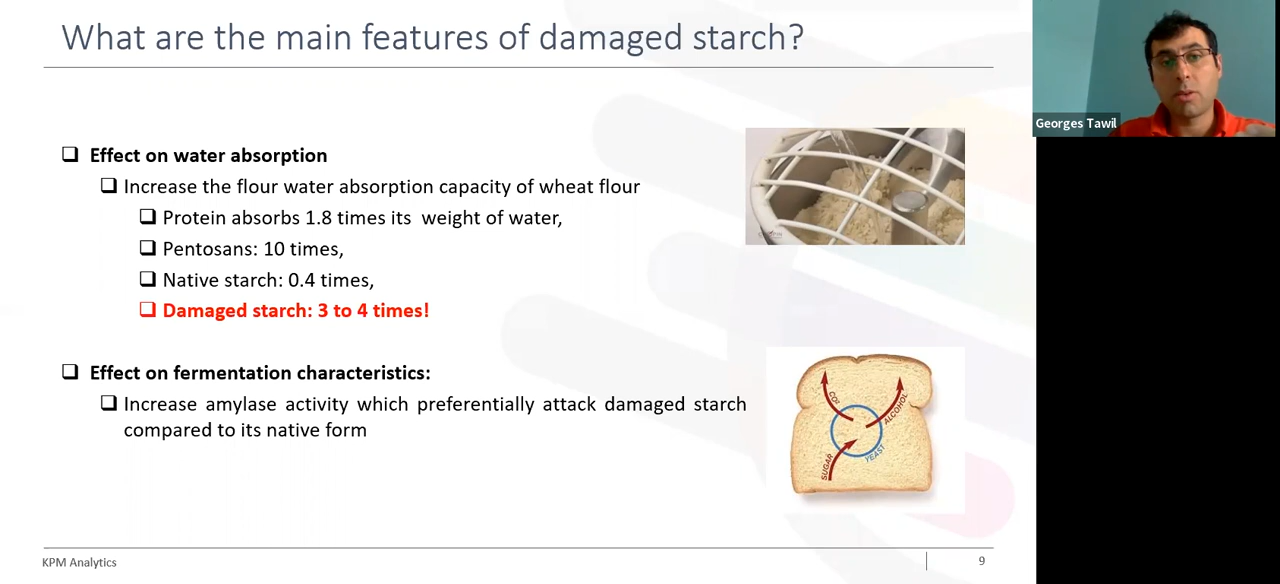 What are the main features of damaged starch?
Georges Tawil
Effect on water absorption
Increase the flour water absorption capacity of wheat flour
Protein absorbs 1.8 times its weight of water,
Pentosans: 10 times,
Native starch: 0.4 times,
Damaged starch: 3 to 4 times!
Effect on fermentation characteristics:
Increase amylase activity which preferentially attack damaged starch
compared to its native form
CO²
ALCOHOL
SUGAR
YEAST
KPM Analytics
9